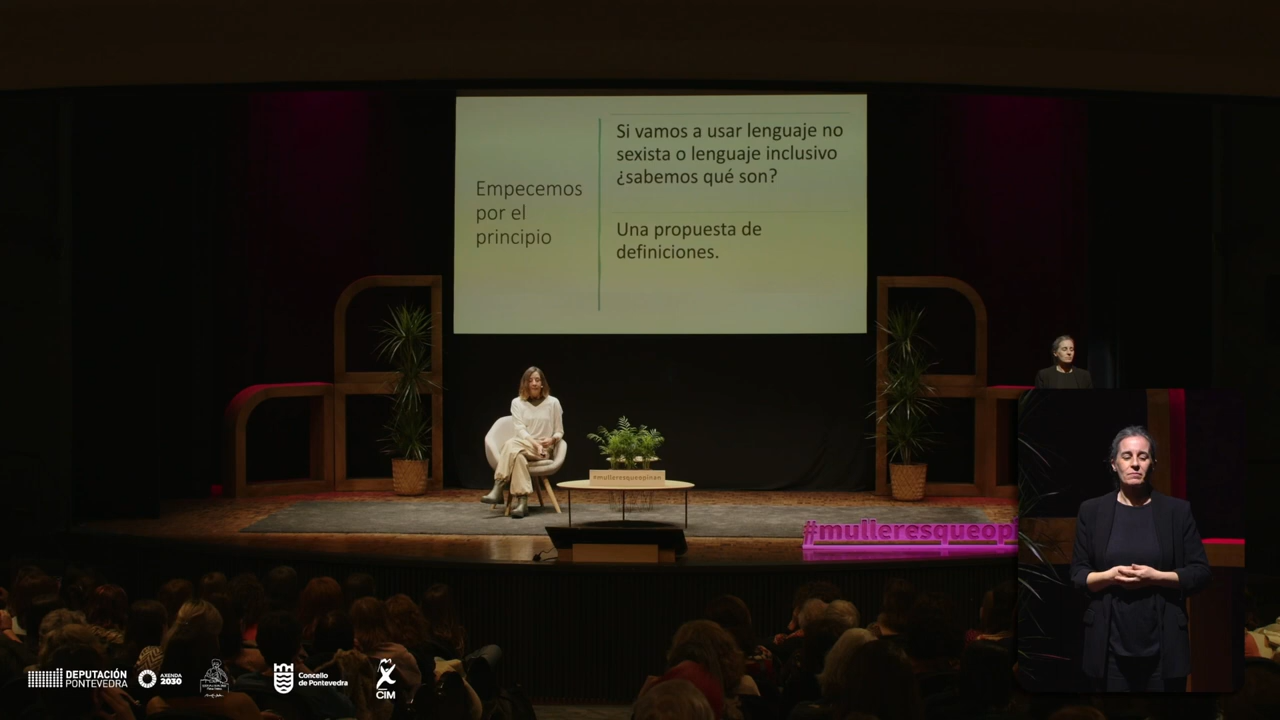 Empecemos
por el
principio
Si vamos a usar lenguaje no
sexista o lenguaje inclusivo
¿sabemos qué son?
Una propuesta de
definiciones.
#mulleresqueopinan
#mulleresqueopi
DEPUTACIÓN
PONTEVEDRA
AXENDA
2030
Concello
de Pontevedra
CIM